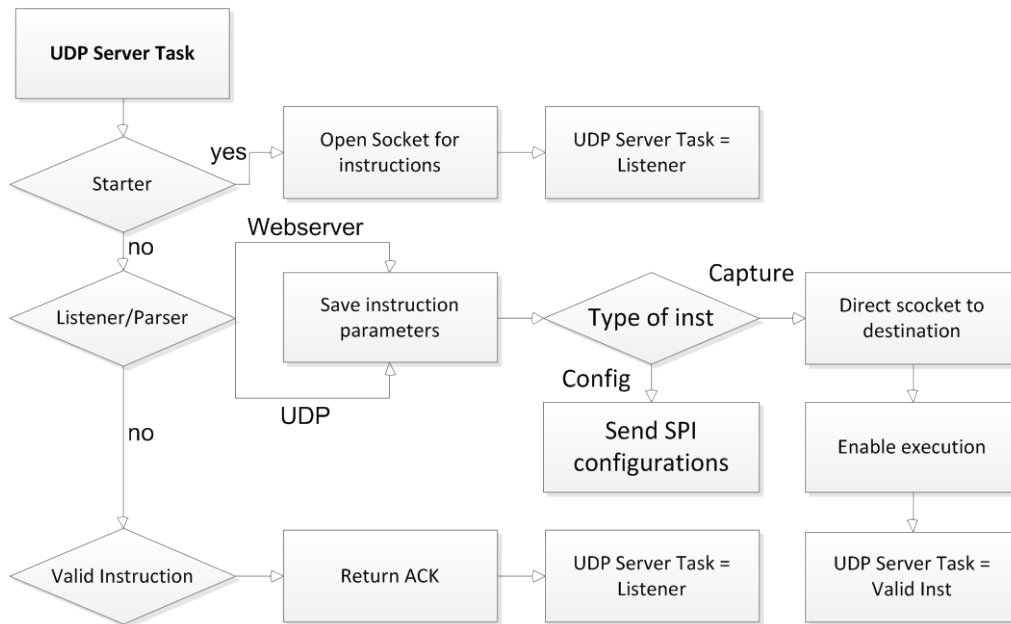 UDP Server Task
yes
Open Socket for
instructions
UDP Server Task =
Listener
Starter
no
Webserver
Listener/Parser
Save instruction
parameters
UDP
Type of inst
Capture
Config
Direct scocket to
destination
Send SPI
configurations
Enable execution
no
Valid Instruction
Return ACK
UDP Server Task =
Listener
UDP Server Task =
Valid Inst